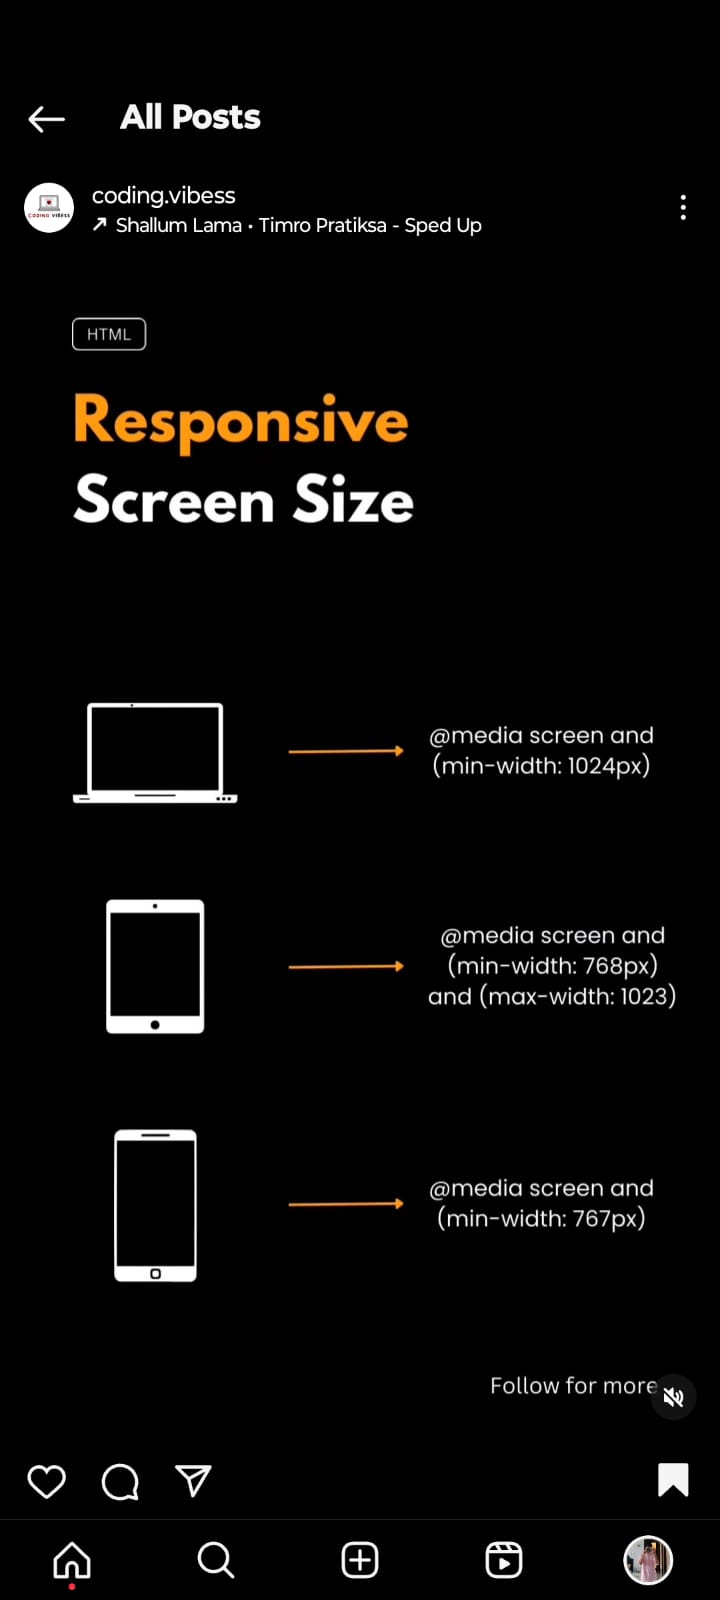 All Posts
coding.vibess
Shallum Lama • Timro Pratiksa - Sped Up
HTML
Responsive
Screen Size
@media screen and
(min-width: 1024px)
@media screen and
(min-width: 768px)
and (max-width: 1023)
@media screen and
(min-width: 767px)
Follow for more